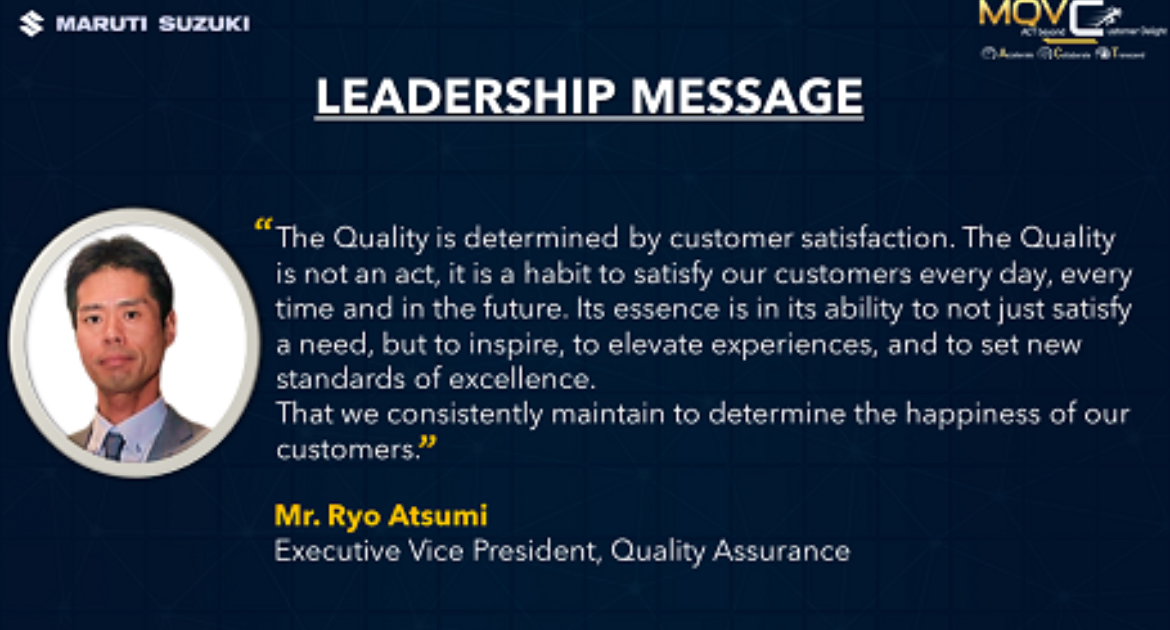 MARUTI SUZUKI
MQVC
ACT beyond Customer Delight
Accelerate Collaborate Transcend
LEADERSHIP MESSAGE
“The Quality is determined by customer satisfaction. The Quality
is not an act, it is a habit to satisfy our customers every day, every
time and in the future. Its essence is in its ability to not just satisfy
a need, but to inspire, to elevate experiences, and to set new
standards of excellence.
That we consistently maintain to determine the happiness of our
customers.”
Mr. Ryo Atsumi
Executive Vice President, Quality Assurance